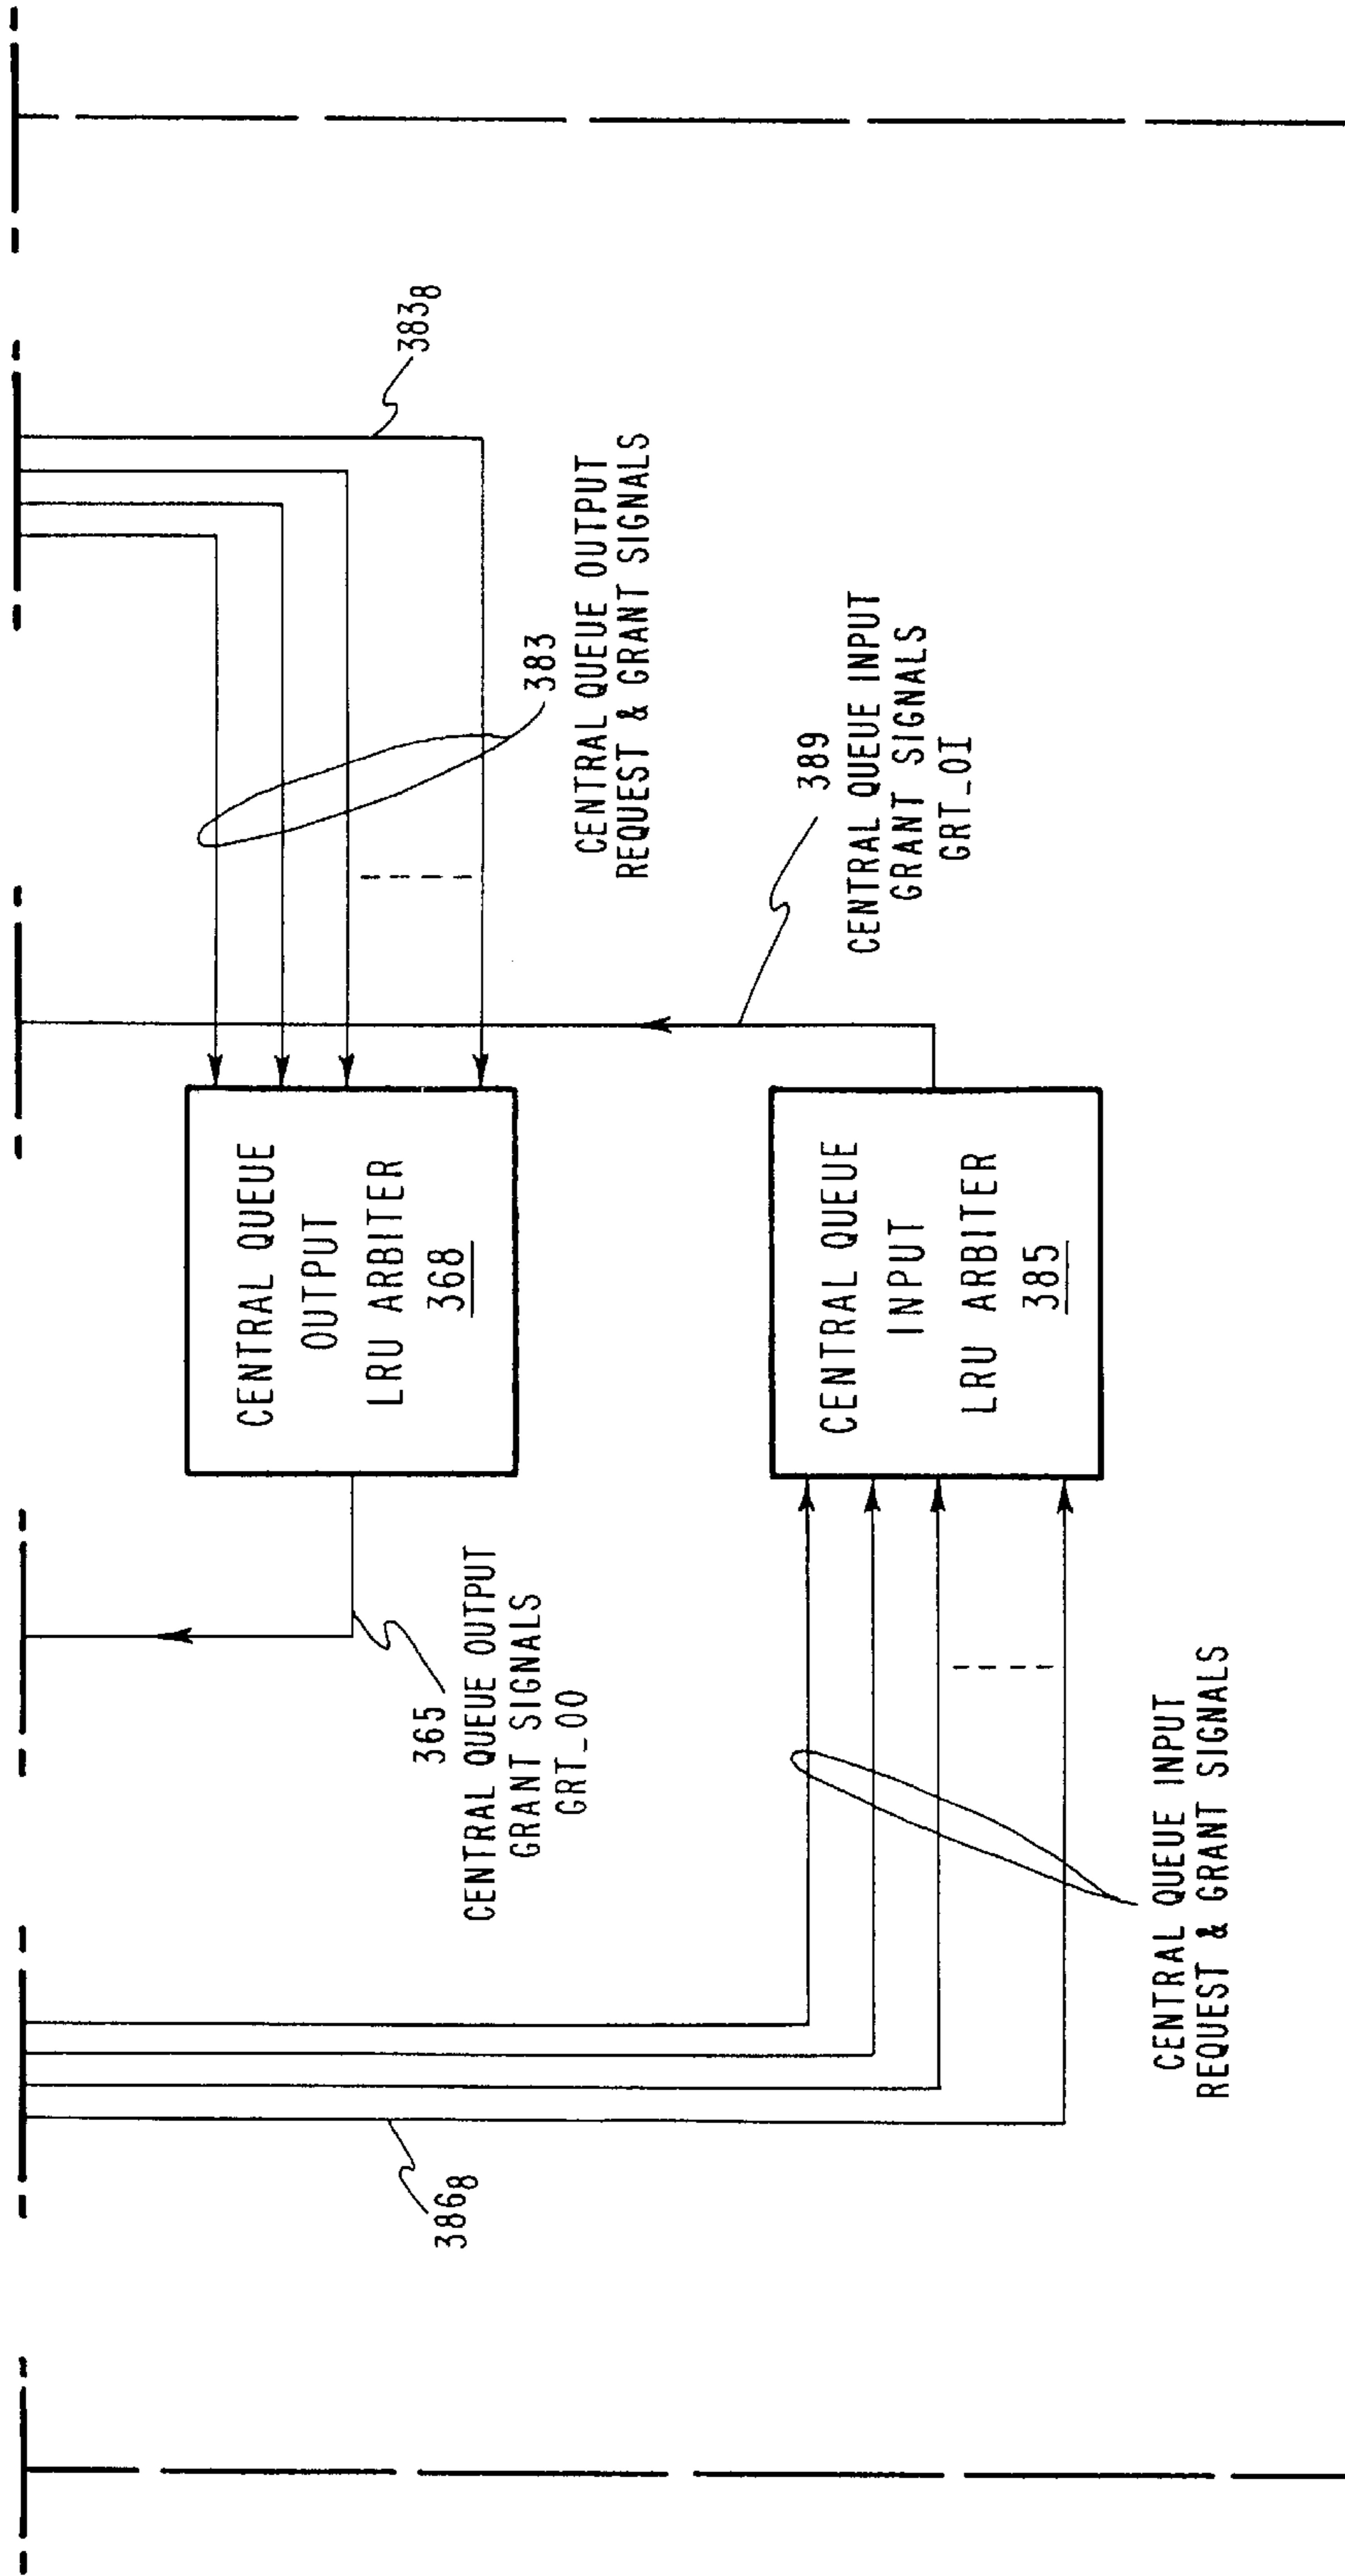 383₈
383
CENTRAL QUEUE OUTPUT
REQUEST & GRANT SIGNALS
CENTRAL QUEUE
OUTPUT
LRU ARBITER
368
365
CENTRAL QUEUE OUTPUT
GRANT SIGNALS
GRT_OO
389
CENTRAL QUEUE INPUT
GRANT SIGNALS
GRT_OI
CENTRAL QUEUE
INPUT
LRU ARBITER
385
386₈
CENTRAL QUEUE INPUT
REQUEST & GRANT SIGNALS